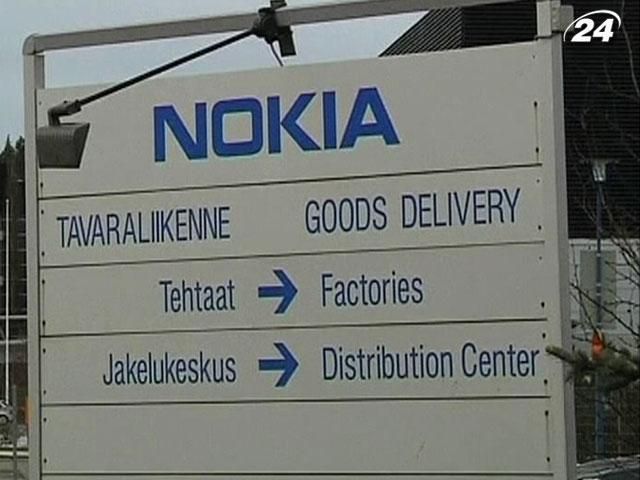 24
NOKIA
TAVARALIIKENNE GOODS DELIVERY
Tehtaat → Factories
Jakelukeskus → Distribution Center